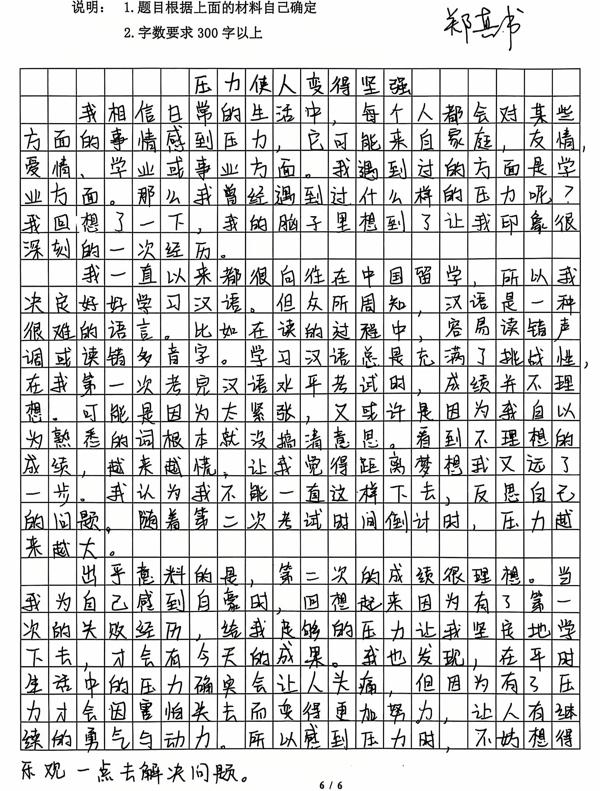 说明： 1.题目根据上面的材料自己确定
2.字数要求 300 字以上
郑真书
压力使人变得坚强
我相信日常的生活中，每个人都会对某些
方面的事情感到压力，它可能来自家庭，友情，
爱情、学业或事业方面。我遇到过的方面是学
业方面。那么我曾经遇到过什么样的压力呢？
我回想了一下，我的脑子里想到了让我印象很
深刻的一次经历。
我一直以来都很向往在中国留学，所以我
决定好好学习汉语。但众所周知，汉语是一种
很难的语言。比如在读的过程中，容易读错声
调或读错多音字。学习汉语总是充满了挑战性，
在我第一次考完汉语水平考试时，成绩并不理
想。可能是因为太紧张，又或许是因为我自以
为熟悉的词根本就没搞清意思。看到不理想的
成绩，越来越慌，让我觉得距离梦想我又远了
一步。我认为我不能一直这样下去，反思自己
的问题。随着第二次考试时间倒计时，压力越
来越大。
出乎意料的是，第二次的成绩很理想。当
我为自己感到自豪时，回想起来因为有了第一
次的失败经历，给我足够的压力让我坚定地学
下去，才会有今天的成果。我也发现，在平时
生活中的压力确实会让人头痛，但因为有了压
力才会因害怕失去而变得更加努力，让人有继
续的勇气与动力。所以感到压力时，不妨想得
乐观一点去解决问题。
6 / 6